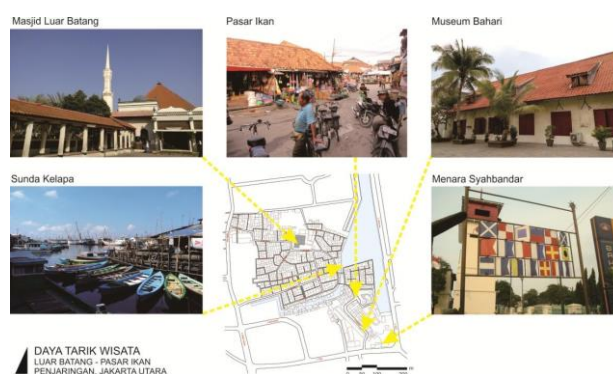 Masjid Luar Batang
Pasar Ikan
Museum Bahari
Sunda Kelapa
Menara Syahbandar
DAYA TARIK WISATA
LUAR BATANG - PASAR IKAN
PENJARINGAN, JAKARTA UTARA